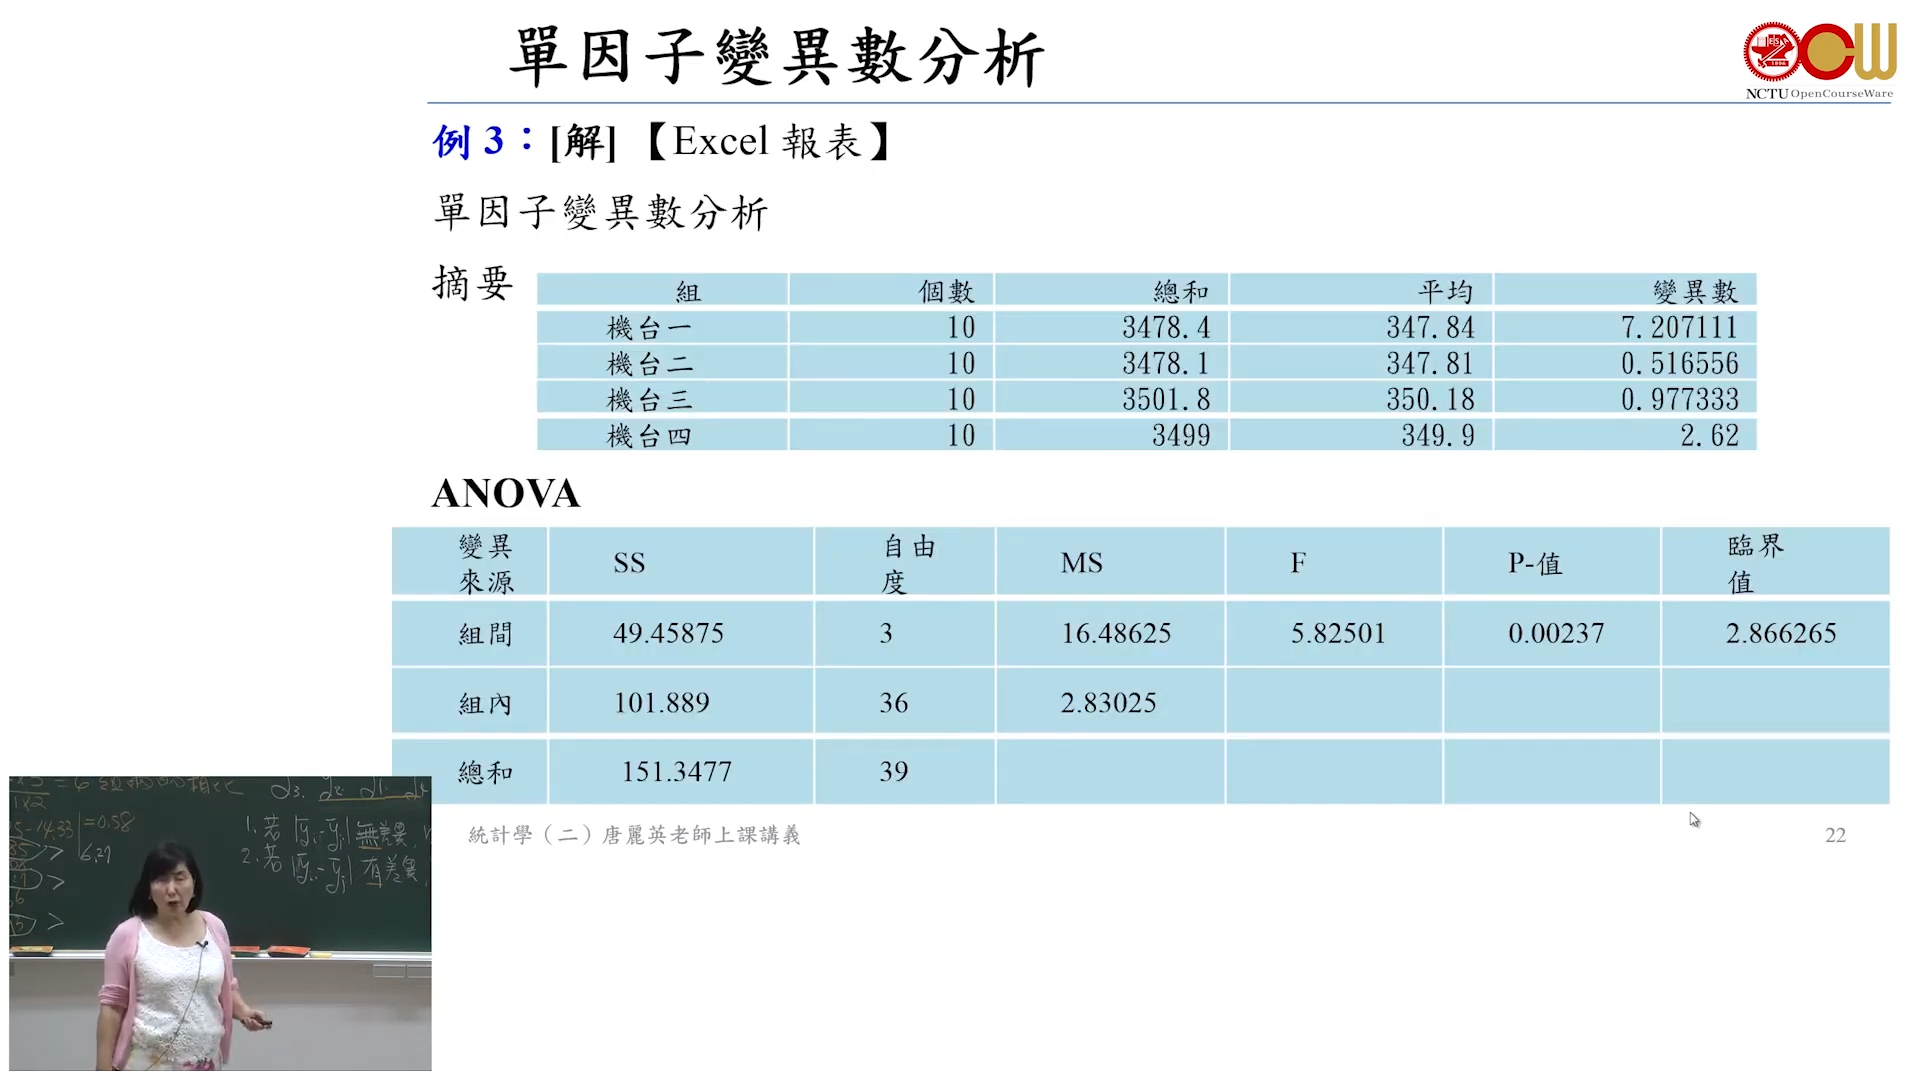 單因子變異數分析
NCTU OpenCourseWare
例 3：[解]【Excel 報表】
單因子變異數分析
摘要
組 個數 總和 平均 變異數
機台一 10 3478.4 347.84 7.207111
機台二 10 3478.1 347.81 0.516556
機台三 10 3501.8 350.18 0.977333
機台四 10 3499 349.9 2.62
ANOVA
變異來源 SS 自由度 MS F P-值 臨界值
組間 49.45875 3 16.48625 5.82501 0.00237 2.866265
組內 101.889 36 2.83025
總和 151.3477 39
統計學（二）唐麗英老師上課講義
22
1. 若 |ȳi-ȳj| 無差異
2. 若 |ȳi-ȳj| 有差異
=0.58